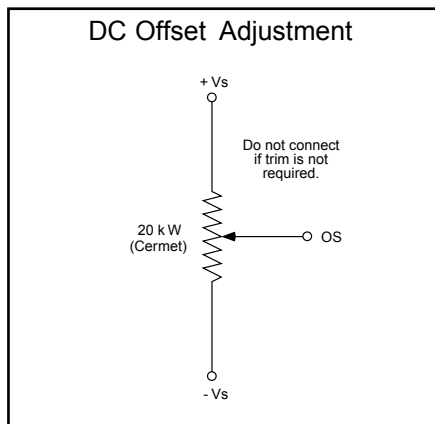 DC Offset Adjustment
+ Vs
Do not connect
if trim is not
required.
20 k W
(Cermet)
OS
- Vs